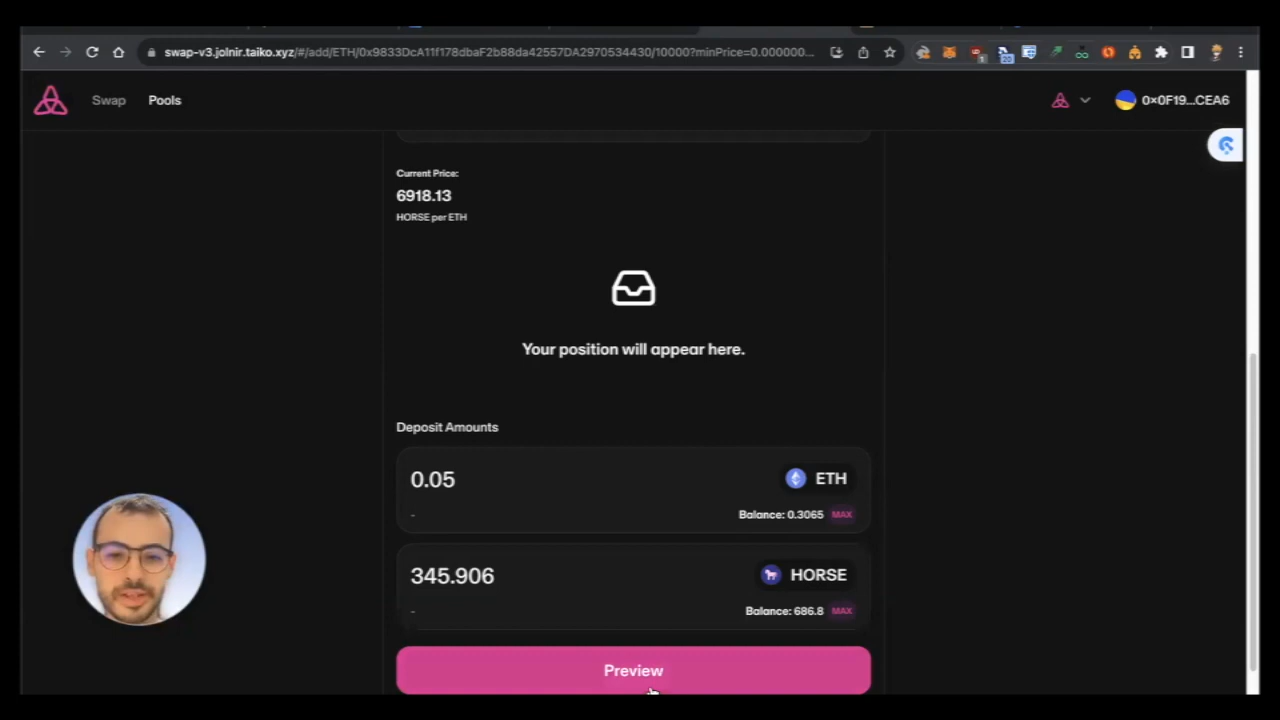 swap-v3.jolnir.taiko.xyz/#/add/ETH/0x9833DcA11f178dbaF2b88da42557DA2970534430/10000?minPrice=0.000000...
1
20
Swap
Pools
0x0F19...CEA6
Current Price:
6918.13
HORSE per ETH
Your position will appear here.
Deposit Amounts
0.05
ETH
-
Balance: 0.3065 MAX
345.906
HORSE
-
Balance: 686.8 MAX
Preview